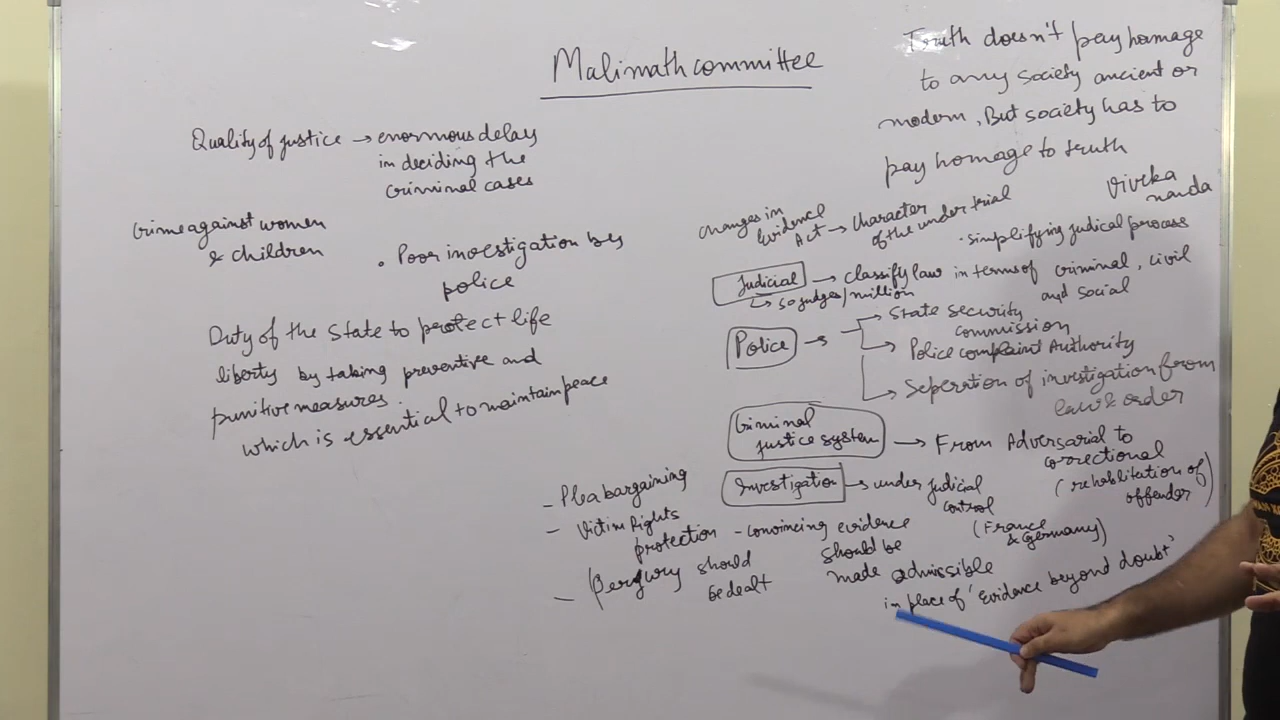 Malimath committee
Truth doesn't pay homage
to any society ancient or
modern, But society has to
pay homage to truth
Viveka
nanda
Quality of justice → enormous delay
in deciding the
criminal cases
Crime against women
& children
• Poor investigation by
police
Duty of the State to protect life
liberty by taking preventive and
punitive measures.
which is essential to maintain peace
changes in
Evidence
Act → Character
of the under trial
• simplifying judical process
Judicial → classify law in terms of criminal, civil
and social
↳ 50 judges/million
Police → State security
commission
→ Police complaint Authority
→ Seperation of investigation from
law & order
Criminal
justice system → From Adversarial to
correctional
(rehablitation of
offender)
Investigation → under Judicial
control
(France
& Germany)
- Plea bargaining
- Victim Rights
protection
- Pergury should
be dealt
- convincing evidence
should be
made admissible
in place of 'Evidence beyond doubt'